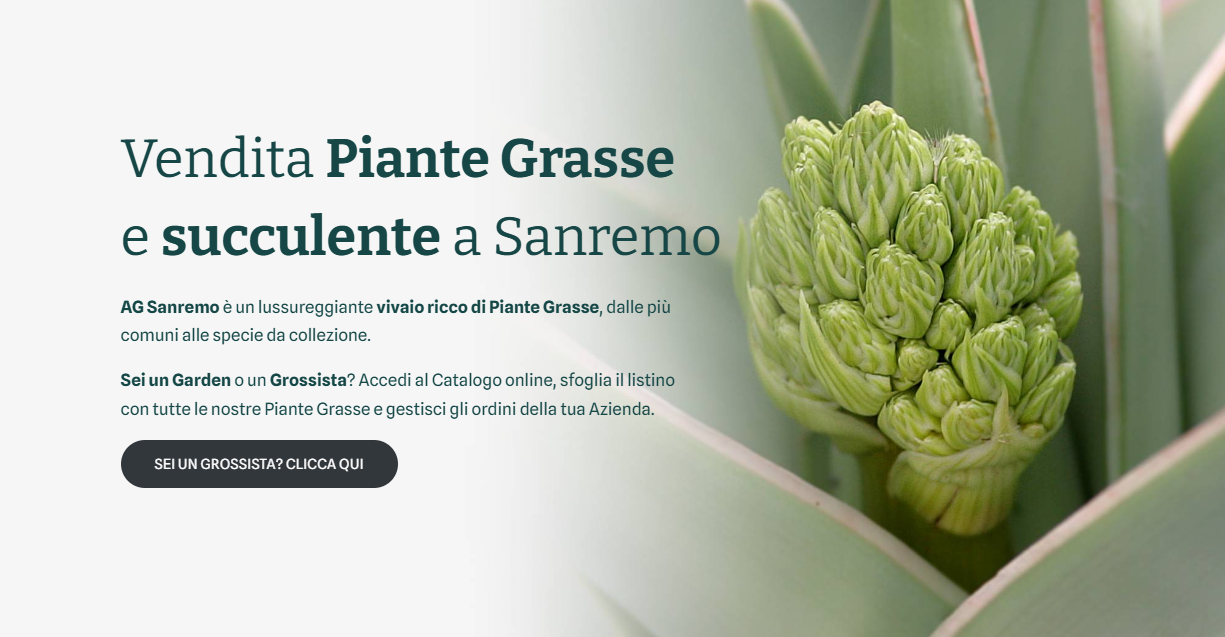 Vendita Piante Grasse
e succulente a Sanremo
AG Sanremo è un lussureggiante vivaio ricco di Piante Grasse, dalle più
comuni alle specie da collezione.
Sei un Garden o un Grossista? Accedi al Catalogo online, sfoglia il listino
con tutte le nostre Piante Grasse e gestisci gli ordini della tua Azienda.
SEI UN GROSSISTA? CLICCA QUI